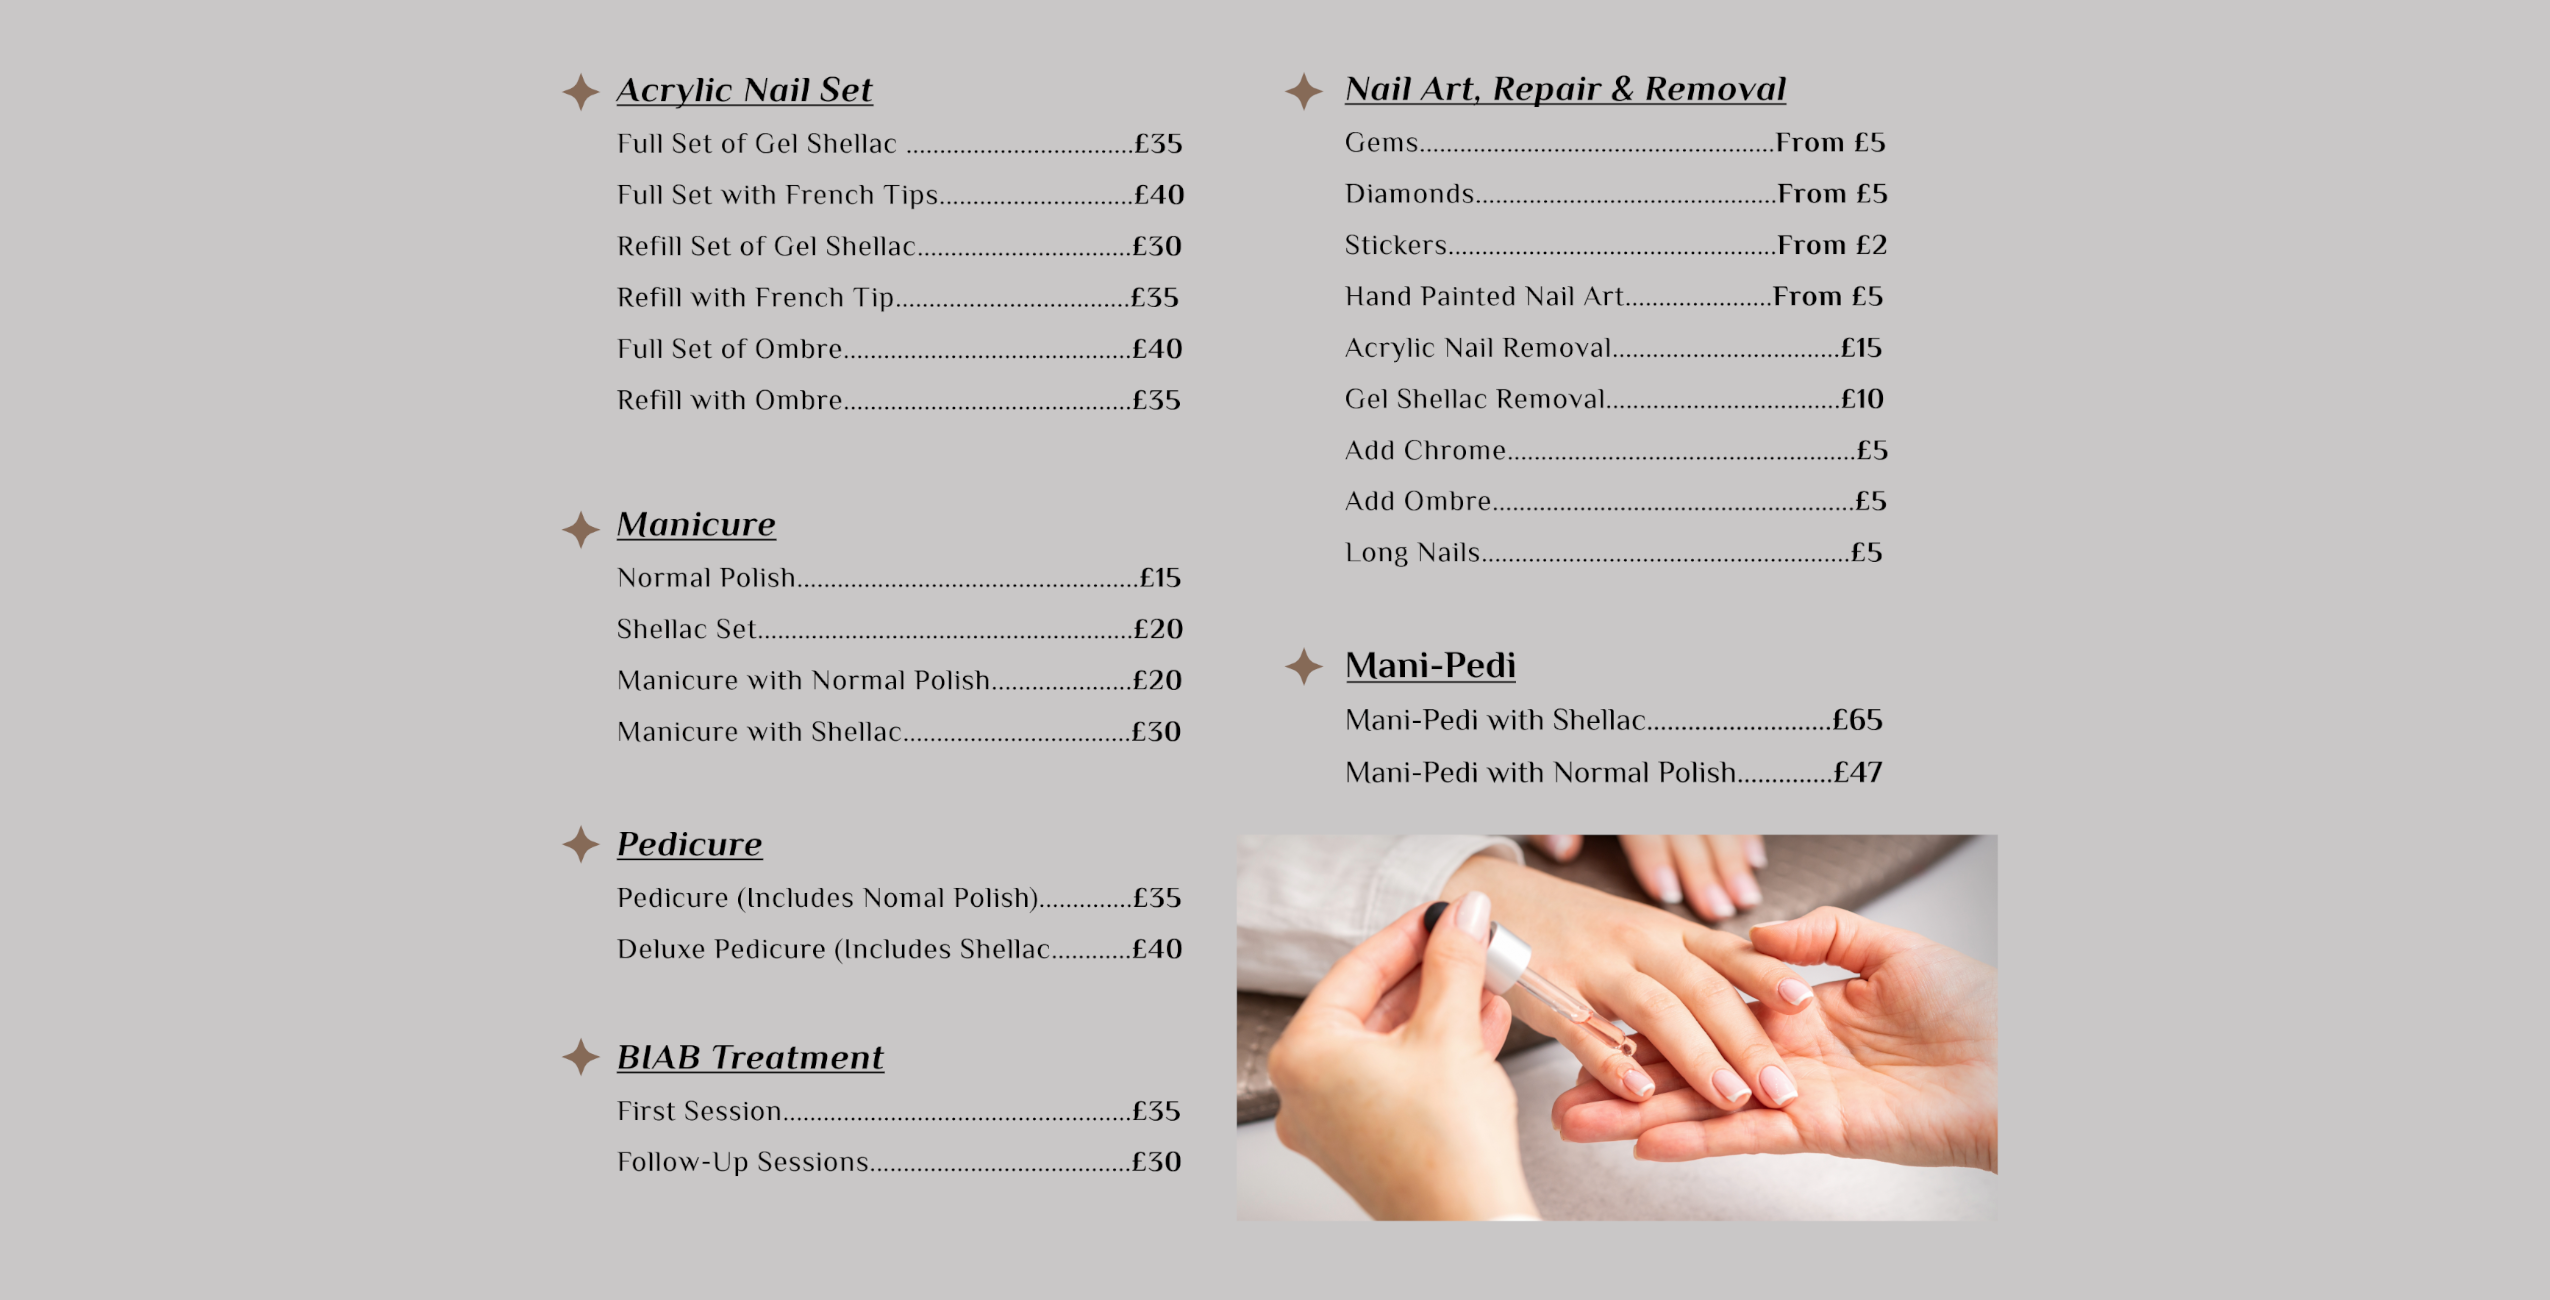 Acrylic Nail Set
Full Set of Gel Shellac ..................................£35
Full Set with French Tips.............................£40
Refill Set of Gel Shellac................................£30
Refill with French Tip...................................£35
Full Set of Ombre...........................................£40
Refill with Ombre...........................................£35
Manicure
Normal Polish...................................................£15
Shellac Set........................................................£20
Manicure with Normal Polish.....................£20
Manicure with Shellac..................................£30
Pedicure
Pedicure (Includes Nomal Polish)..............£35
Deluxe Pedicure (Includes Shellac............£40
BIAB Treatment
First Session....................................................£35
Follow-Up Sessions.......................................£30
Nail Art, Repair & Removal
Gems.....................................................From £5
Diamonds.............................................From £5
Stickers.................................................From £2
Hand Painted Nail Art......................From £5
Acrylic Nail Removal..................................£15
Gel Shellac Removal...................................£10
Add Chrome....................................................£5
Add Ombre......................................................£5
Long Nails.......................................................£5
Mani-Pedi
Mani-Pedi with Shellac...........................£65
Mani-Pedi with Normal Polish..............£47